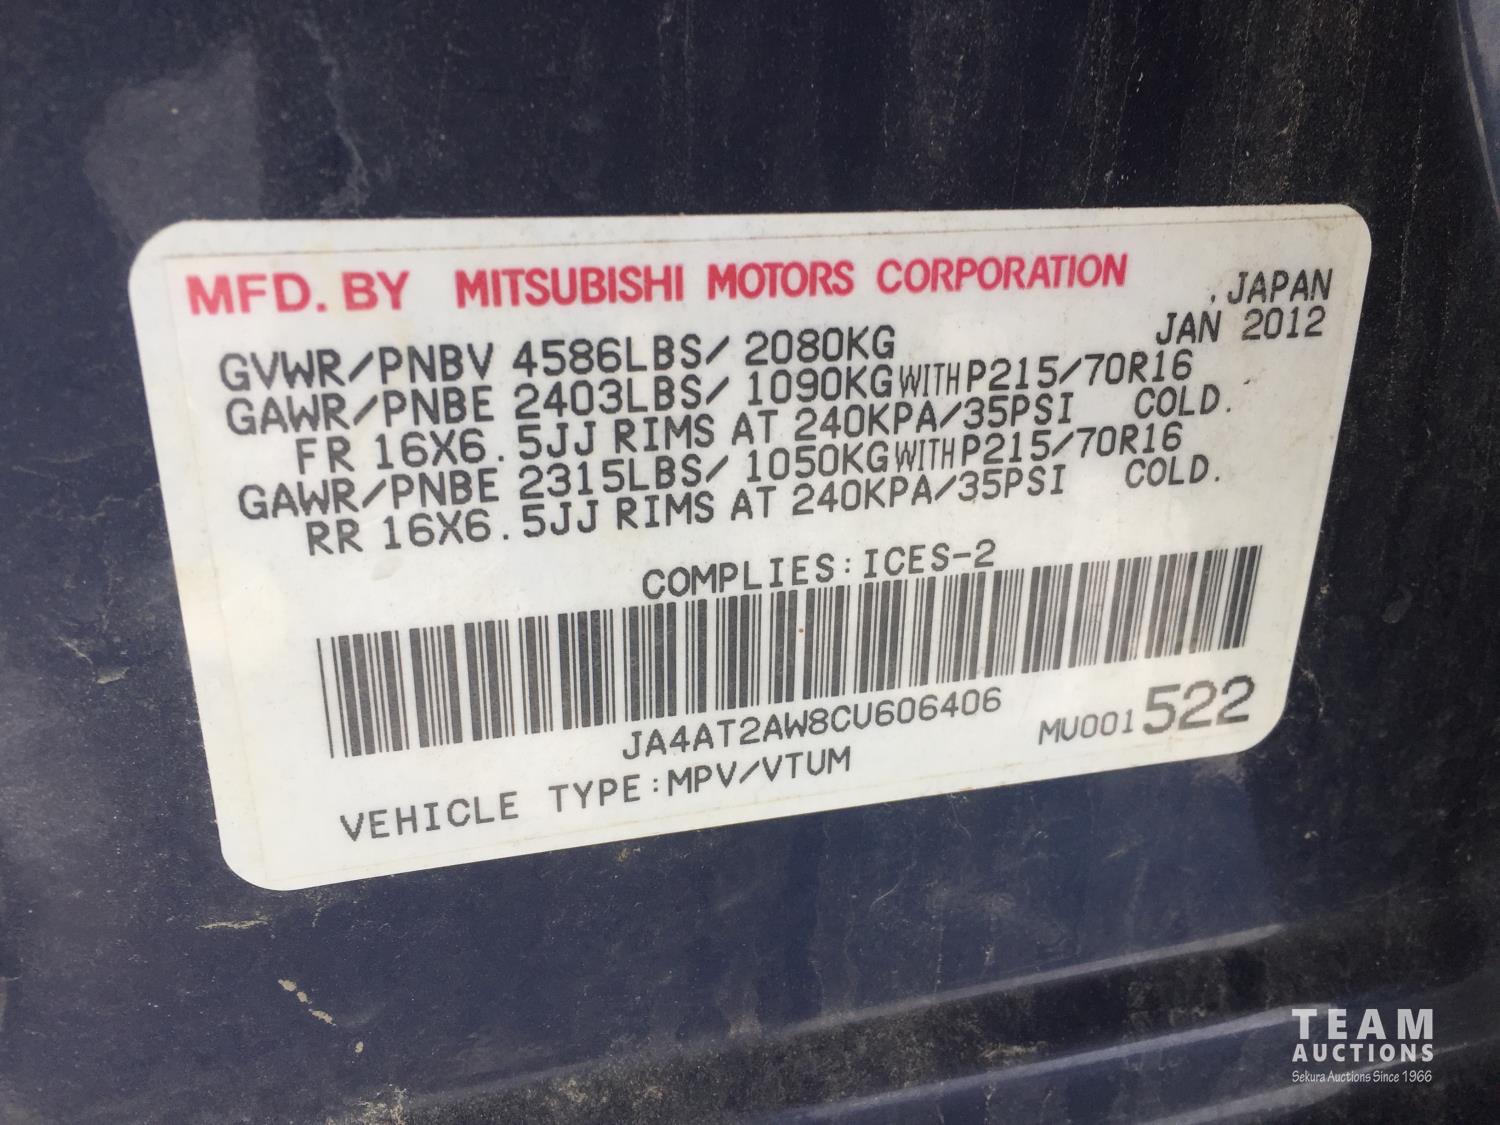 MFD. BY MITSUBISHI MOTORS CORPORATION
JAPAN
JAN 2012
GVWR/PNBV 4586LBS/ 2080KG
GAWR/PNBE 2403LBS/ 1090KG WITH P215/70R16
FR 16X6.5JJ RIMS AT 240KPA/35PSI COLD.
GAWR/PNBE 2315LBS/ 1050KG WITH P215/70R16
RR 16X6.5JJ RIMS AT 240KPA/35PSI COLD.
COMPLIES:ICES-2
JA4AT2AW8CU606406
MU001 522
VEHICLE TYPE:MPV/VTUM
TEAM
AUCTIONS
Sekura Auctions Since 1966